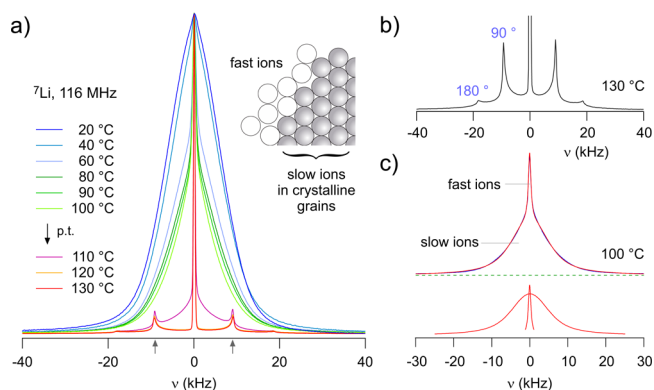 a)
⁷Li, 116 MHz
20 °C
40 °C
60 °C
80 °C
90 °C
100 °C
p.t.
110 °C
120 °C
130 °C
fast ions
slow ions
in crystalline
grains
-40 -20 0 20 40
ν (kHz)
b)
90 °
180 °
130 °C
-40 -20 0 20 40
ν (kHz)
c)
fast ions
slow ions
100 °C
-30 -20 -10 0 10 20 30
ν (kHz)